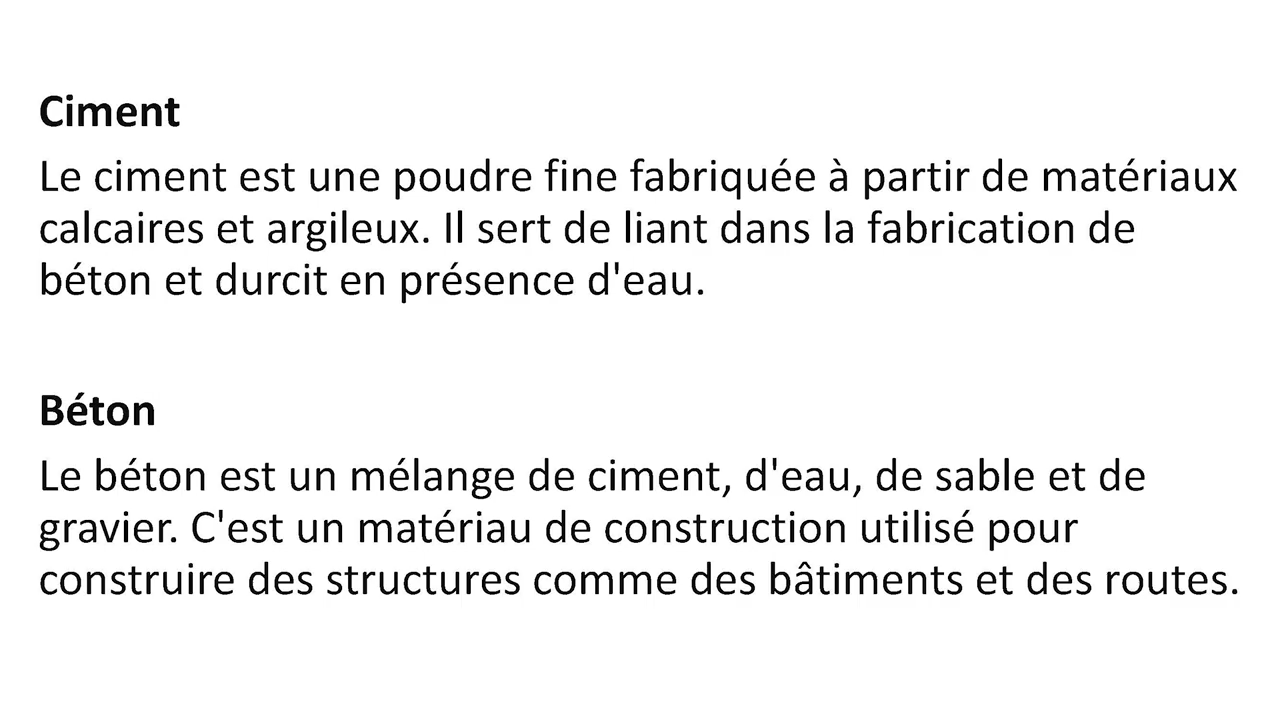 Ciment
Le ciment est une poudre fine fabriquée à partir de matériaux
calcaires et argileux. Il sert de liant dans la fabrication de
béton et durcit en présence d'eau.
Béton
Le béton est un mélange de ciment, d'eau, de sable et de
gravier. C'est un matériau de construction utilisé pour
construire des structures comme des bâtiments et des routes.